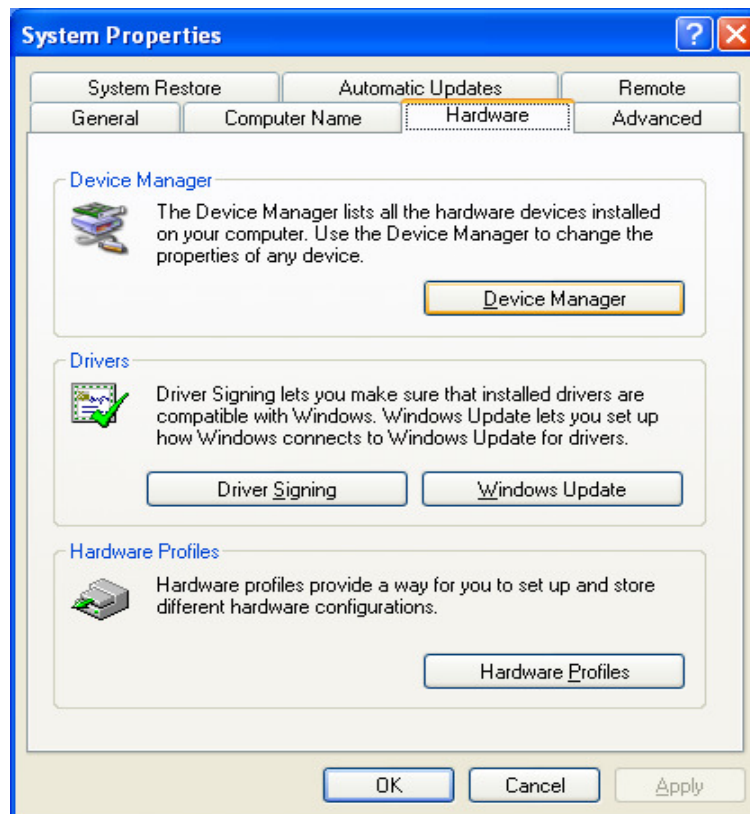 System Properties
System Restore
Automatic Updates
Remote
General
Computer Name
Hardware
Advanced
Device Manager
The Device Manager lists all the hardware devices installed
on your computer. Use the Device Manager to change the
properties of any device.
Device Manager
Drivers
Driver Signing lets you make sure that installed drivers are
compatible with Windows. Windows Update lets you set up
how Windows connects to Windows Update for drivers.
Driver Signing
Windows Update
Hardware Profiles
Hardware profiles provide a way for you to set up and store
different hardware configurations.
Hardware Profiles
OK
Cancel
Apply